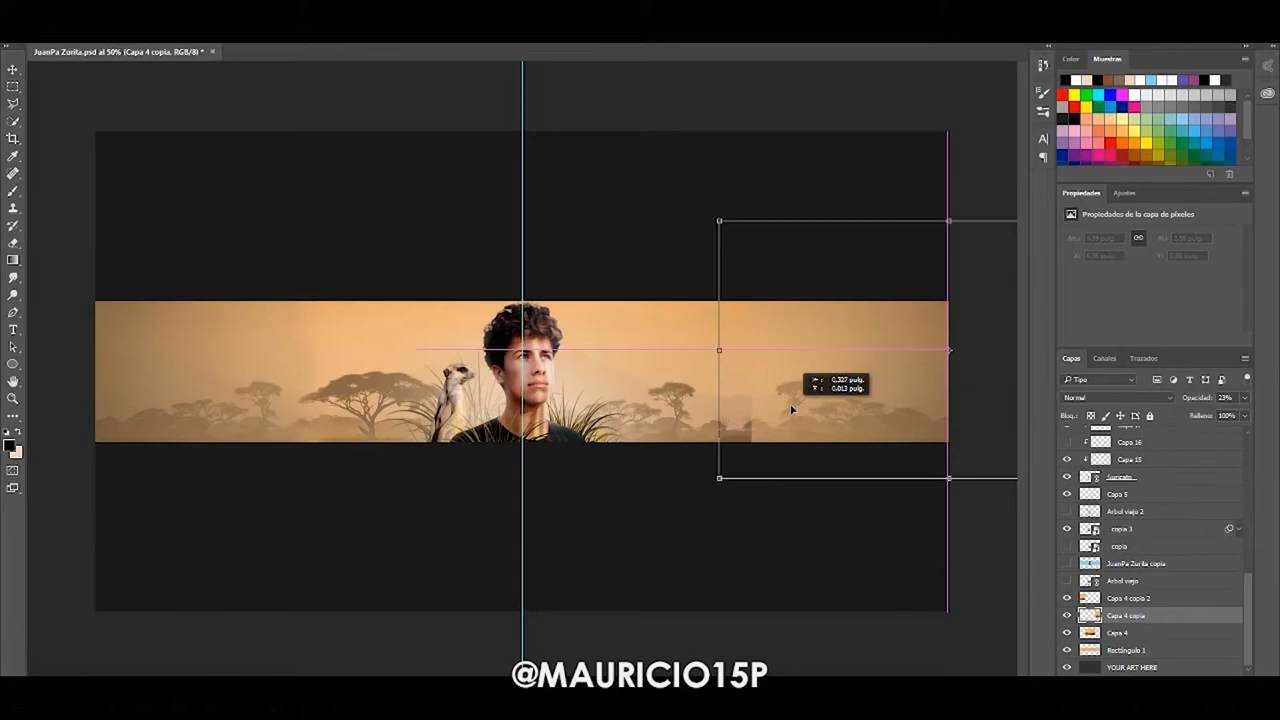 JuanPa Zurita.psd al 50% (Capa 4 copia, RGB/8) *
Color
Muestras
Propiedades
Ajustes
Propiedades de la capa de píxeles
0.327 pulg.
0.013 pulg.
Capas
Canales
Trazados
Tipo
Normal
Opacidad: 23%
Bloq.:
Relleno: 100%
Capa 16
Capa 15
Suricato
Capa 5
Arbol viejo 2
copia 3
copia
JuanPa Zurita copia
Arbol viejo
Capa 4 copia 2
Capa 4 copia
Capa 4
Rectángulo 1
YOUR ART HERE
@MAURICIO15P